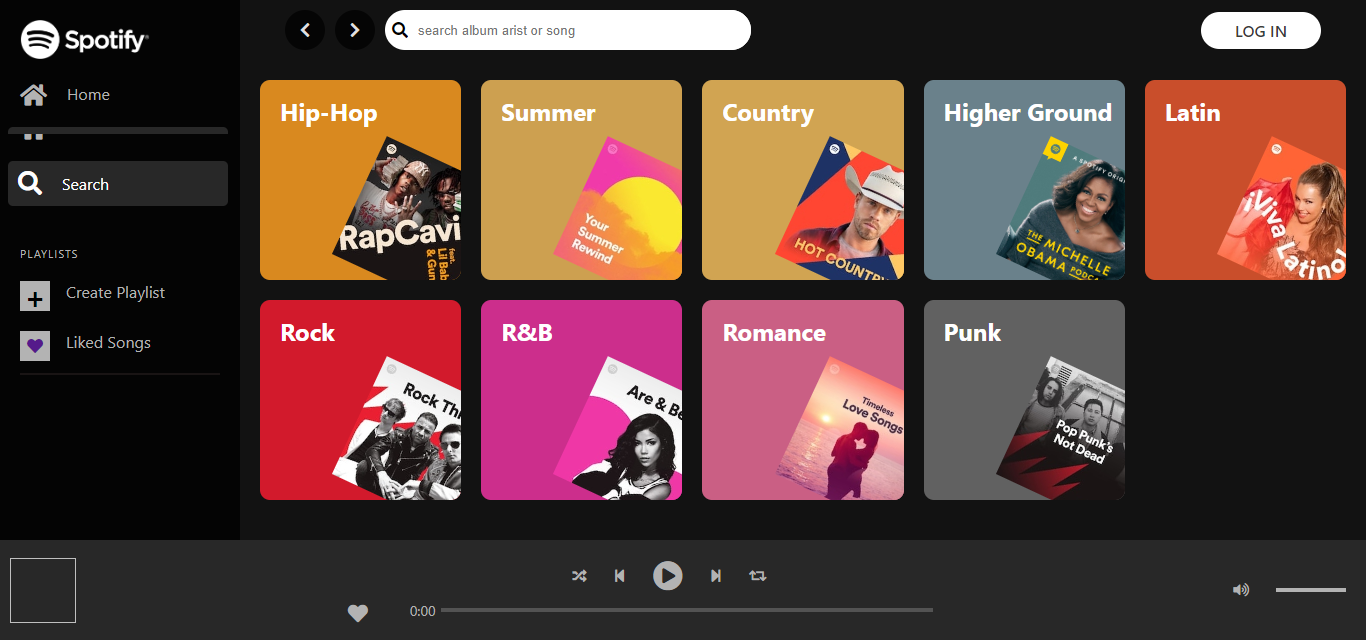 Spotify
Home
Search
PLAYLISTS
Create Playlist
Liked Songs
search album arist or song
LOG IN
Hip-Hop
RapCavi
feat.
Lil Bab
& Gun
Summer
Your
Summer
Rewind
Country
HOT COUNTRY
Higher Ground
A SPOTIFY ORIG
THE MICHELLE
OBAMA PODCA
Latin
¡Viva Latino!
Rock
Rock Thi
R&B
Are & Be
Romance
Timeless
Love Songs
Punk
Pop Punk's
Not Dead
0:00